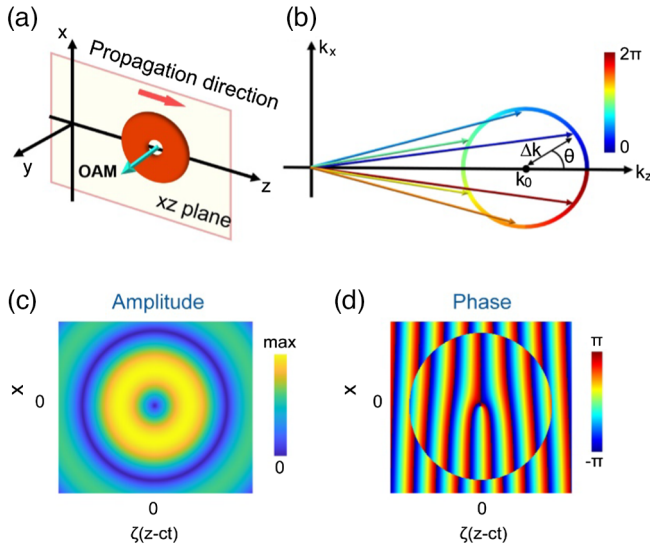 (a)
x
Propagation direction
y
OAM
z
xz plane
(b)
kx
2π
0
Δk
θ
k0
kz
(c)
Amplitude
x
0
max
0
0
ζ(z-ct)
(d)
Phase
x
0
π
-π
0
ζ(z-ct)